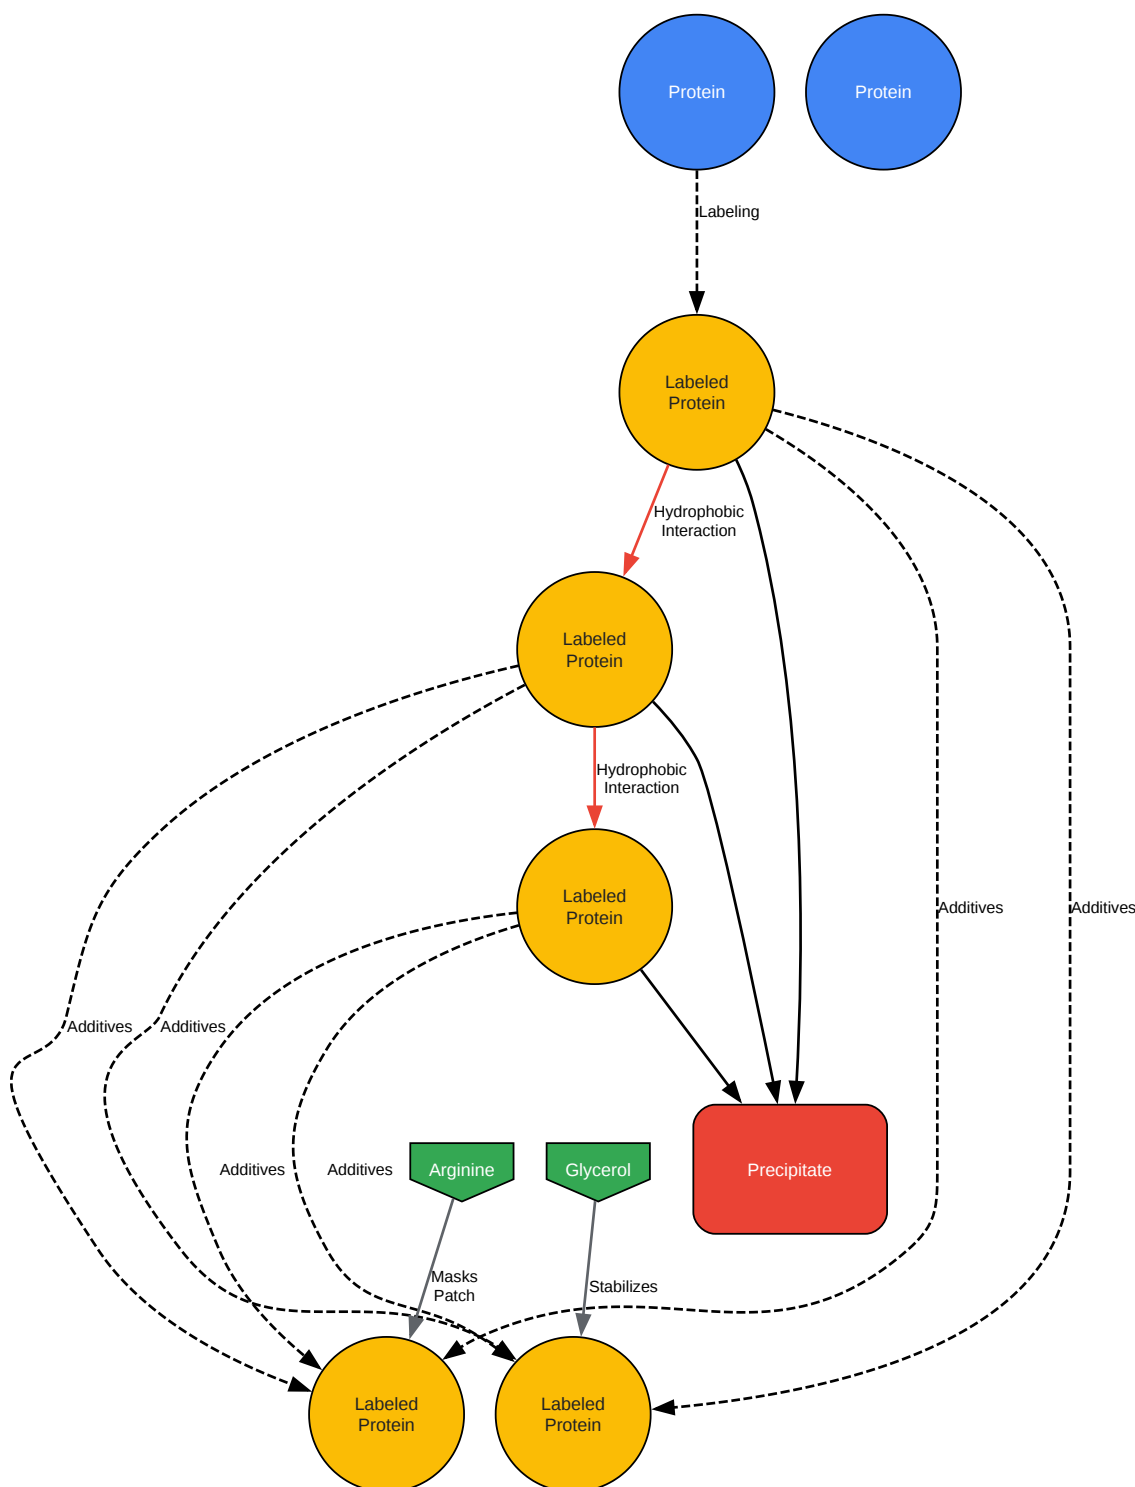 Protein
Protein
Labeling
Labeled
Protein
Hydrophobic
Interaction
Labeled
Protein
Hydrophobic
Interaction
Labeled
Protein
Additives
Additives
Additives
Additives
Additives
Additives
Arginine
Glycerol
Precipitate
Masks
Patch
Stabilizes
Labeled
Protein
Labeled
Protein